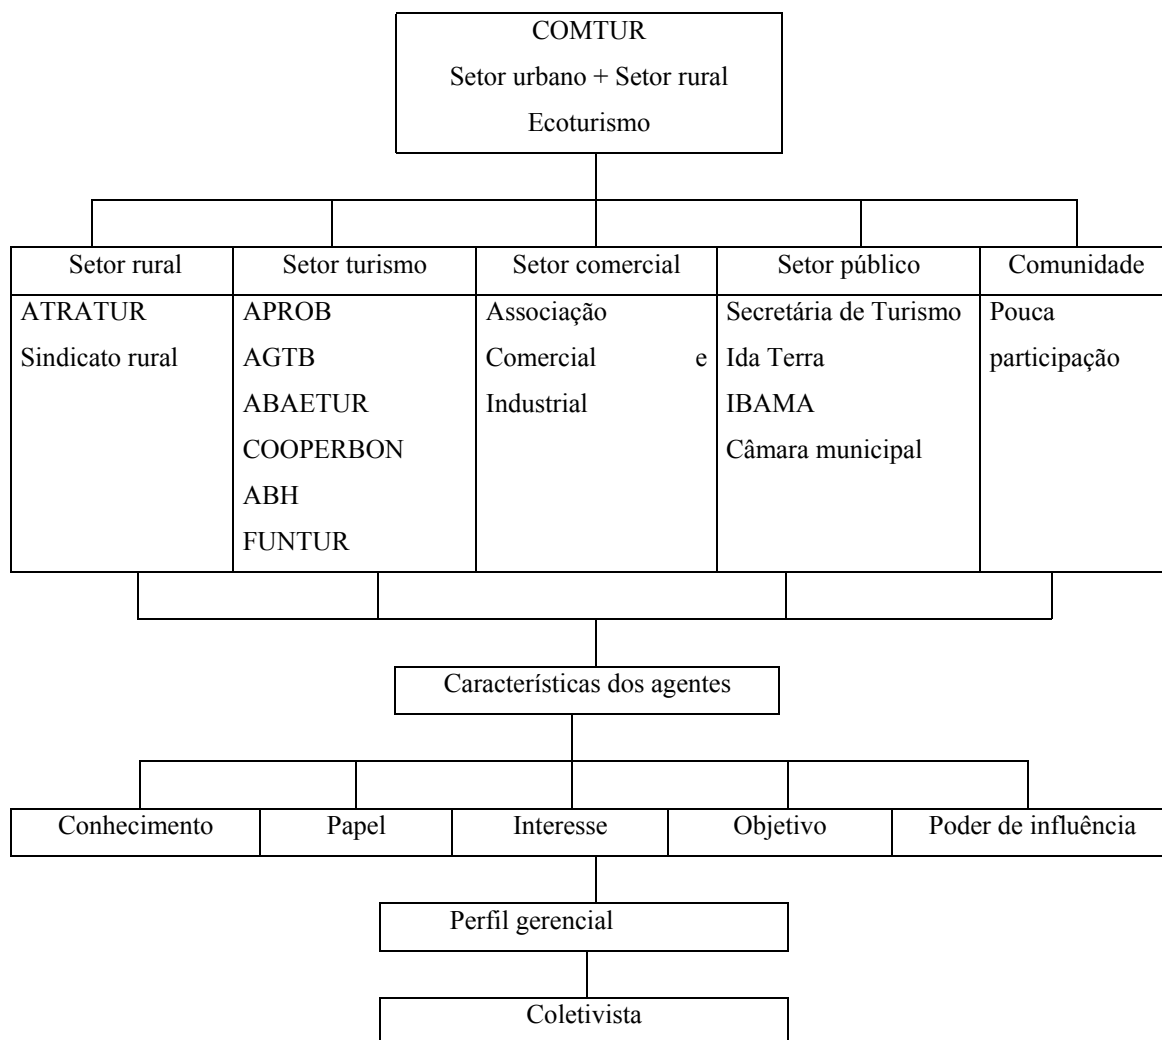 COMTUR
Setor urbano + Setor rural
Ecoturismo
Setor rural
ATRATUR
Sindicato rural
Setor turismo
APROB
AGTB
ABAETUR
COOPERBON
ABH
FUNTUR
Setor comercial
Associação
Comercial e
Industrial
Setor público
Secretária de Turismo
Ida Terra
IBAMA
Câmara municipal
Comunidade
Pouca
participação
Características dos agentes
Conhecimento
Papel
Interesse
Objetivo
Poder de influência
Perfil gerencial
Coletivista